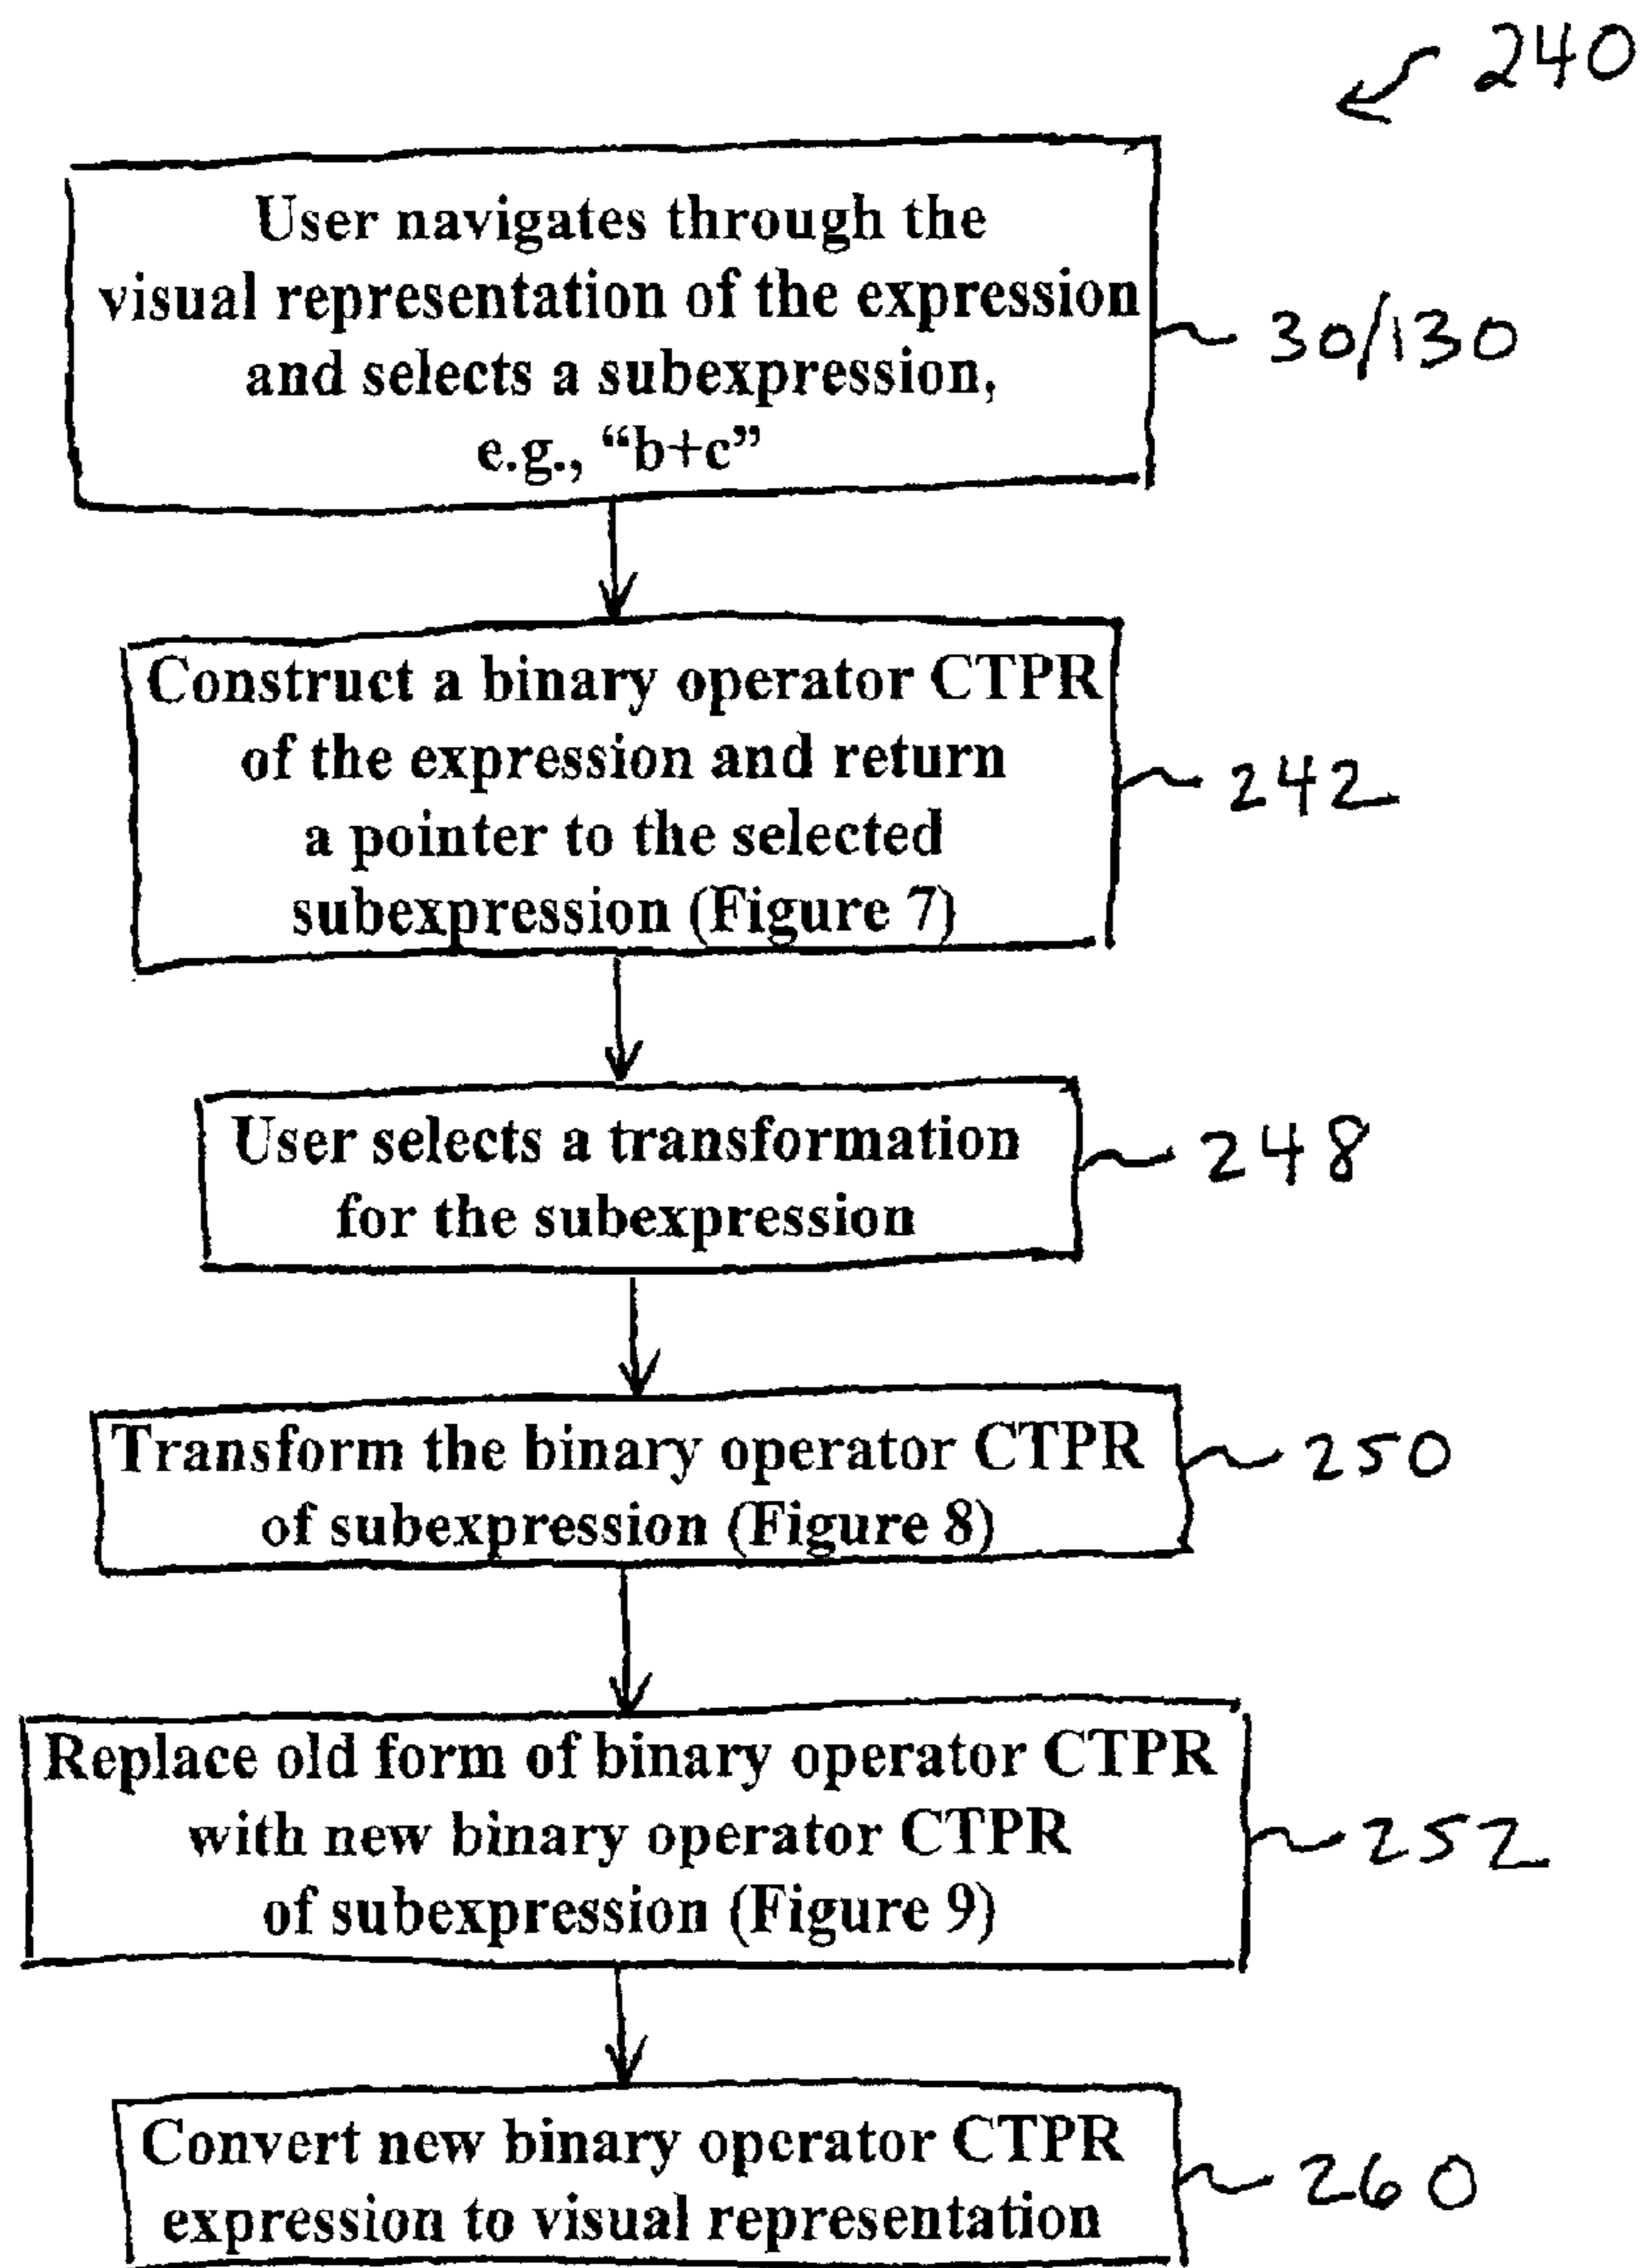 240
User navigates through the
visual representation of the expression
and selects a subexpression,
e.g., “b+c”
30/130
Construct a binary operator CTPR
of the expression and return
a pointer to the selected
subexpression (Figure 7)
242
User selects a transformation
for the subexpression
248
Transform the binary operator CTPR
of subexpression (Figure 8)
250
Replace old form of binary operator CTPR
with new binary operator CTPR
of subexpression (Figure 9)
252
Convert new binary operator CTPR
expression to visual representation
260